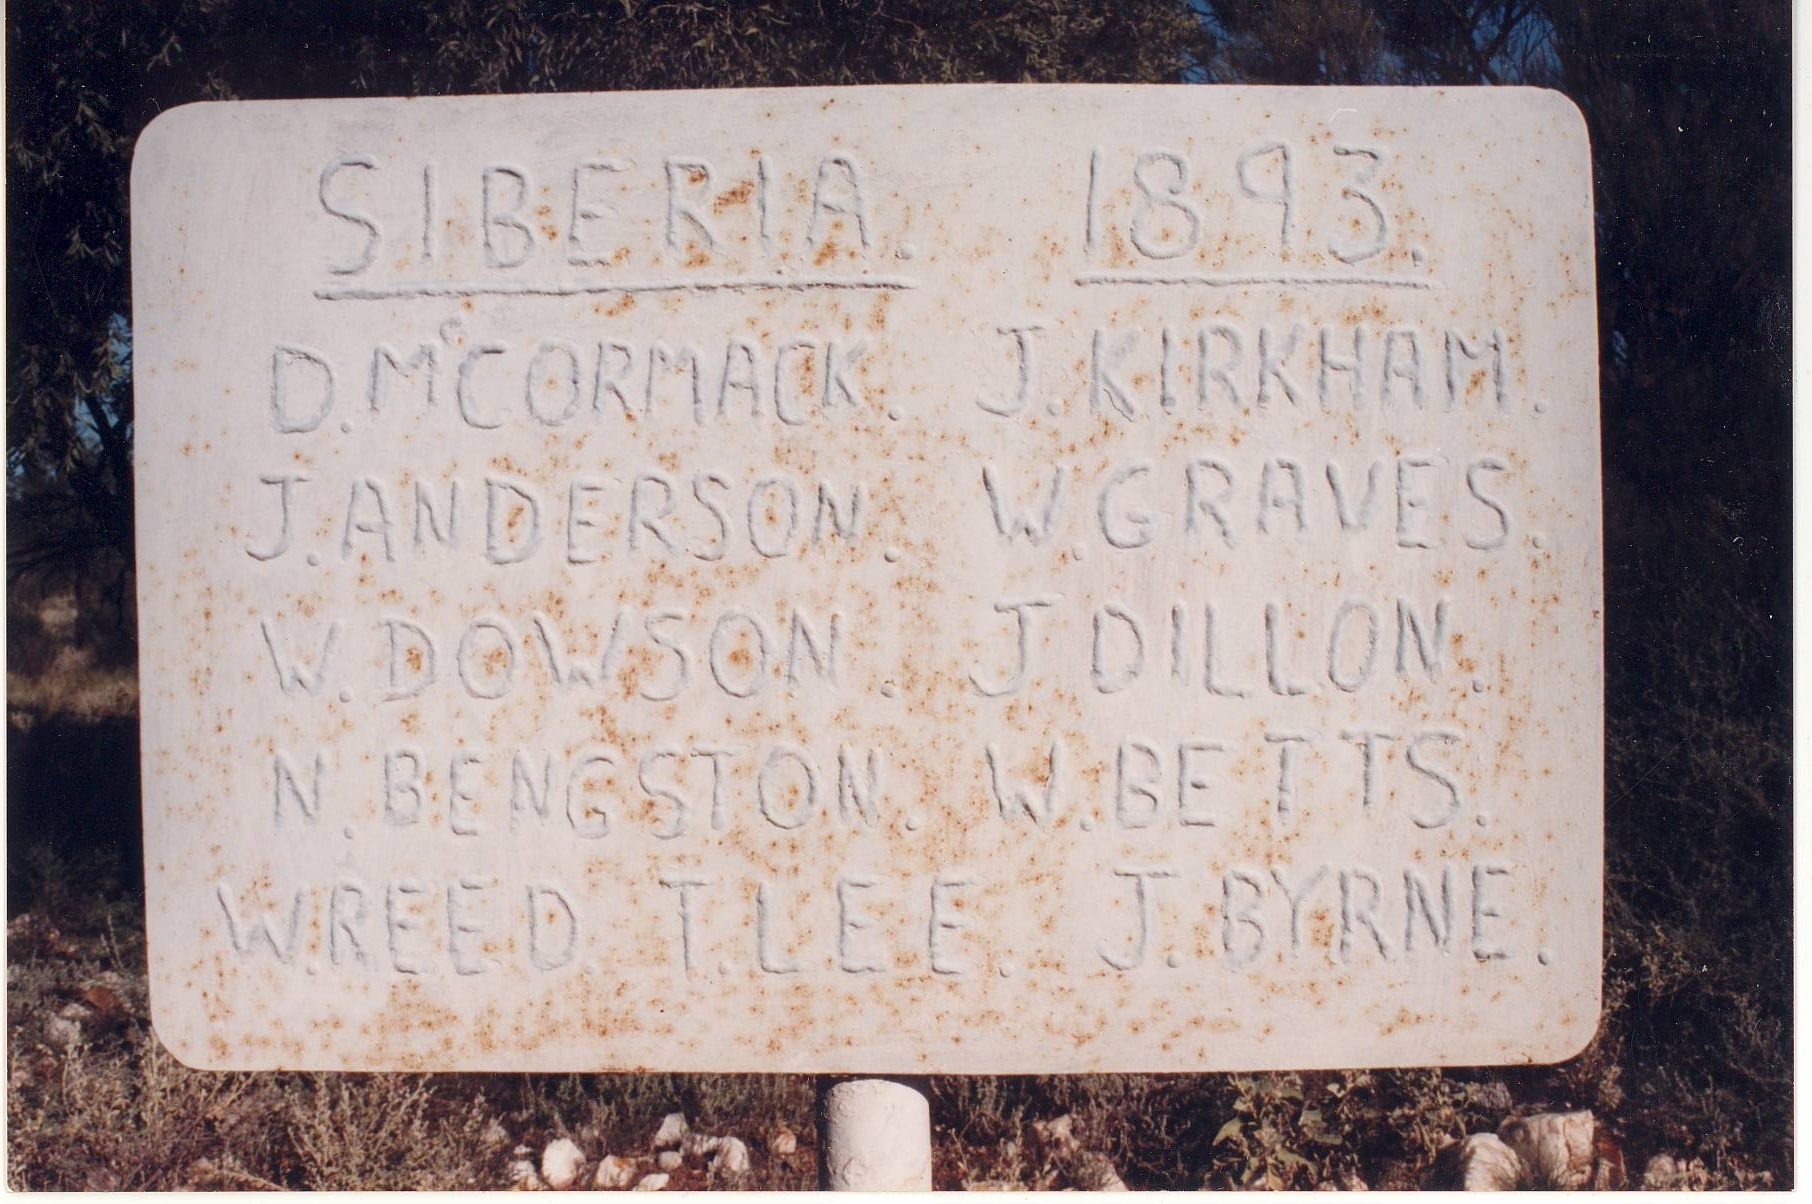 SIBERIA. 1893.
D. McCORMACK. J. KIRKHAM.
J. ANDERSON. W. GRAVES.
W. DOWSON. J DILLON.
N. BENGSTON. W. BETTS.
W. REED. T. LEE. J. BYRNE.